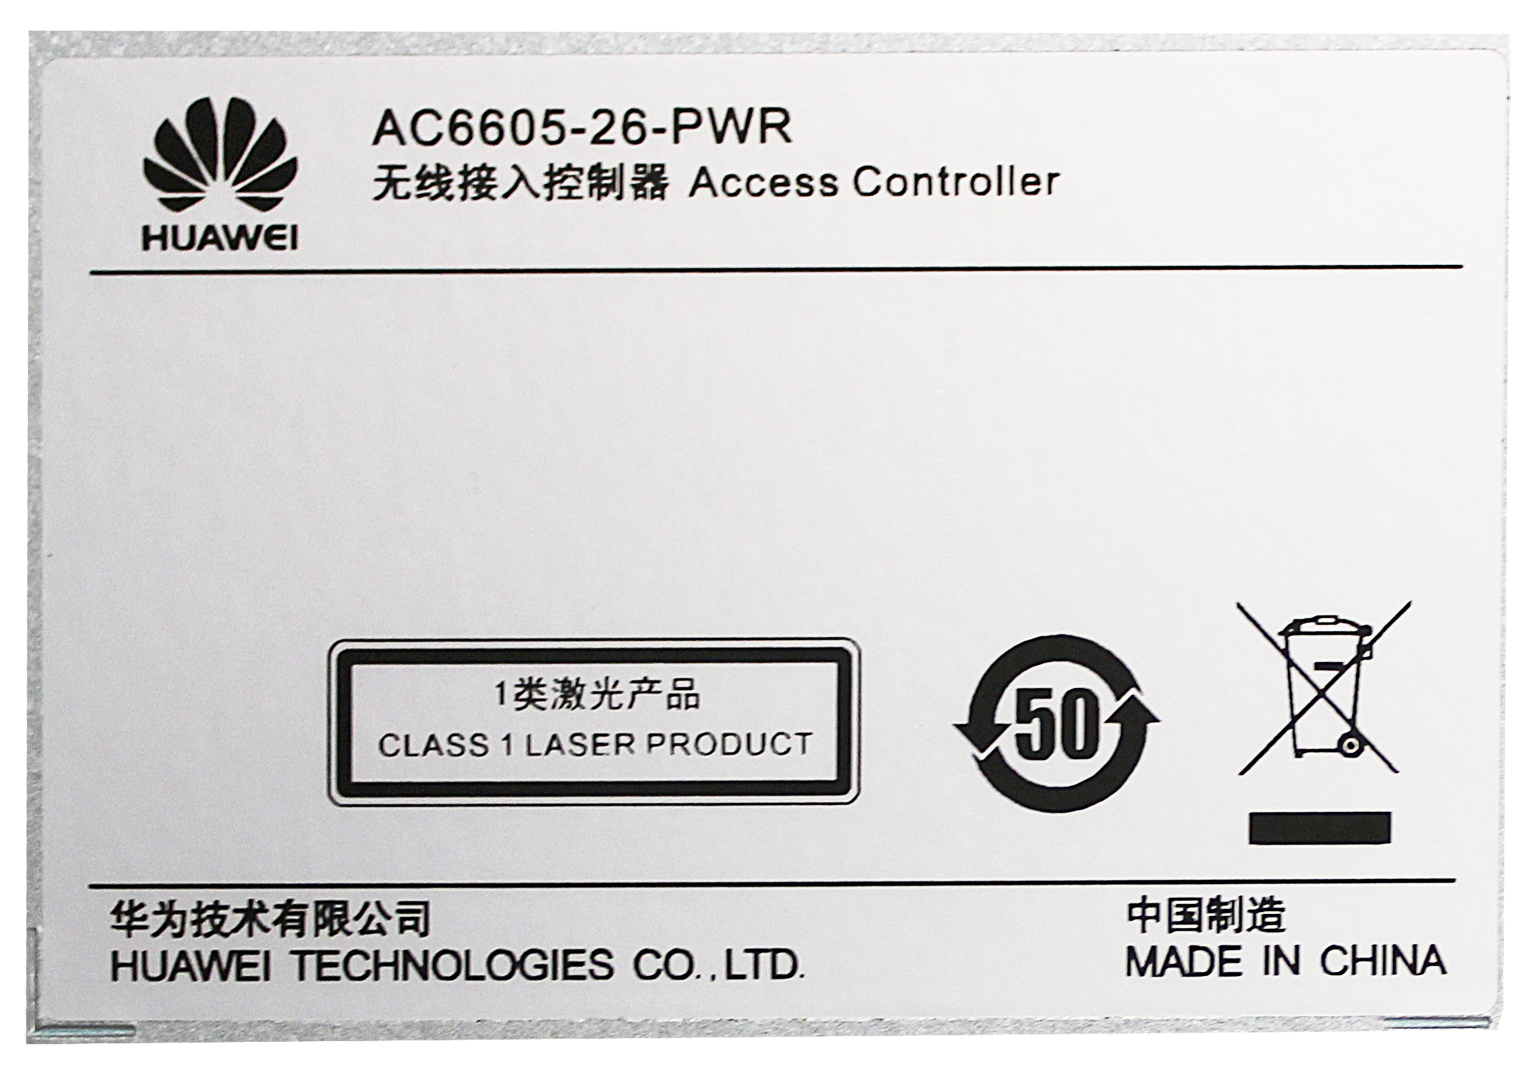 HUAWEI
AC6605-26-PWR
无线接入控制器 Access Controller
1类激光产品
CLASS 1 LASER PRODUCT
50
华为技术有限公司
HUAWEI TECHNOLOGIES CO.,LTD.
中国制造
MADE IN CHINA